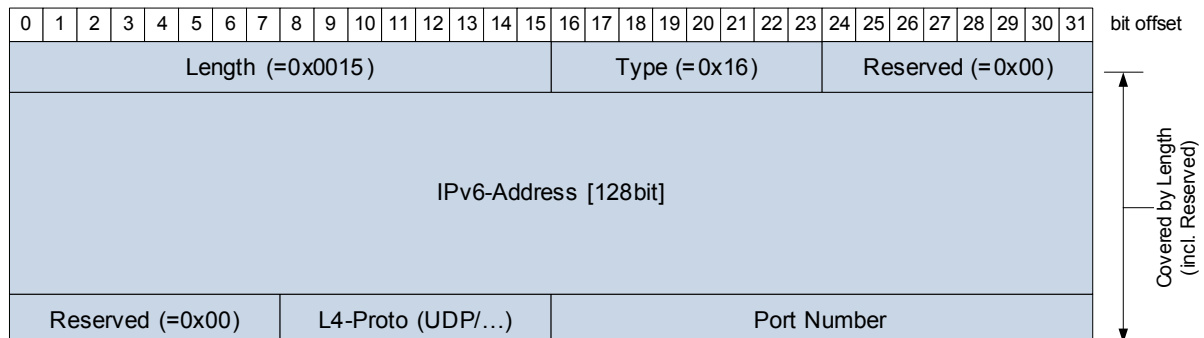 0 1 2 3 4 5 6 7 8 9 10 11 12 13 14 15 16 17 18 19 20 21 22 23 24 25 26 27 28 29 30 31 bit offset
Length (=0x0015) Type (=0x16) Reserved (=0x00)
IPv6-Address [128bit]
Reserved (=0x00) L4-Proto (UDP/…) Port Number
Covered by Length
(incl. Reserved)